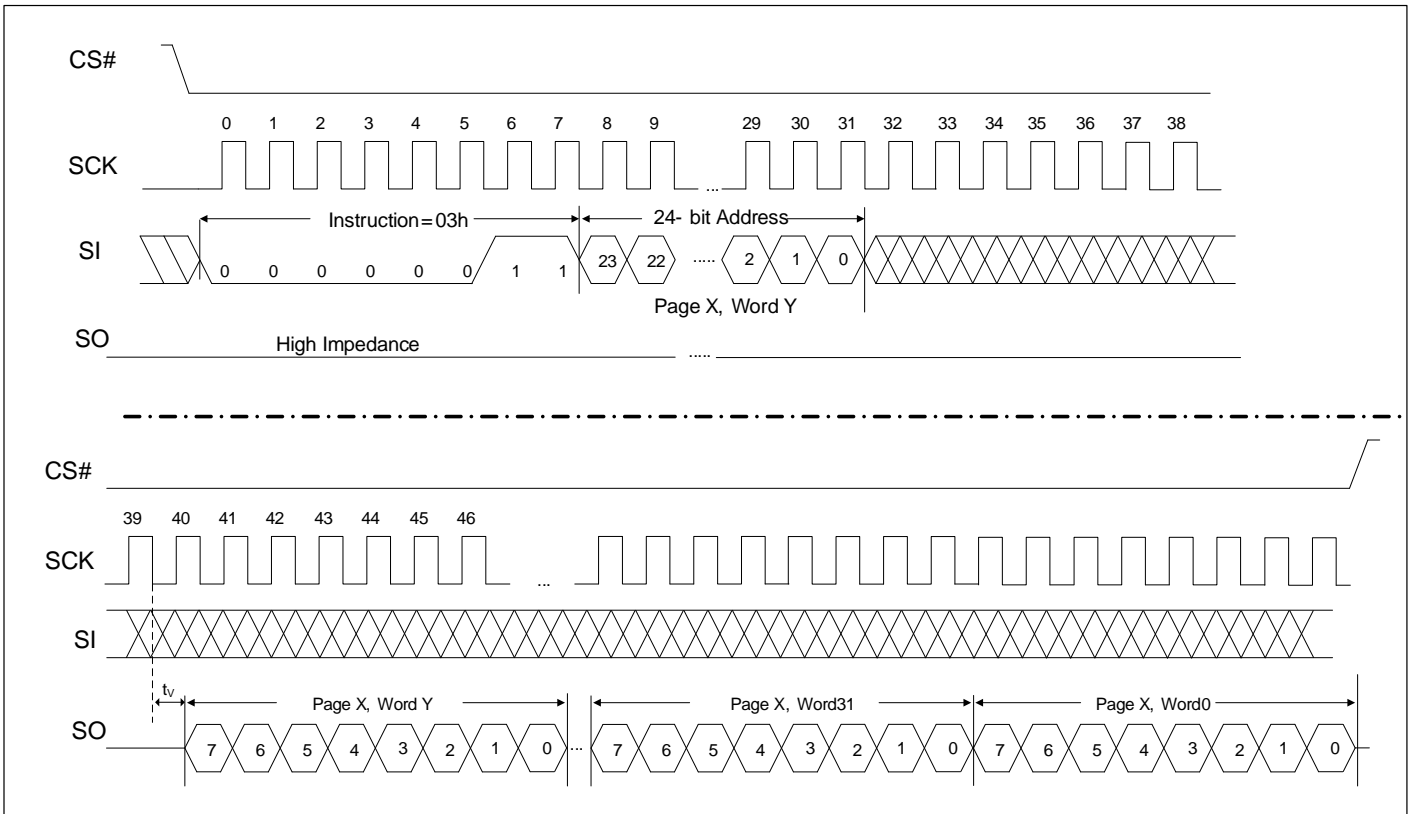 CS#
0 1 2 3 4 5 6 7 8 9 29 30 31 32 33 34 35 36 37 38
SCK
...
Instruction=03h 24- bit Address
SI
0 0 0 0 0 0 1 1 23 22 ..... 2 1 0
Page X, Word Y
SO
High Impedance
.....
CS#
39 40 41 42 43 44 45 46
SCK
...
SI
tV
Page X, Word Y Page X, Word31 Page X, Word0
SO
7 6 5 4 3 2 1 0 ... 7 6 5 4 3 2 1 0 7 6 5 4 3 2 1 0